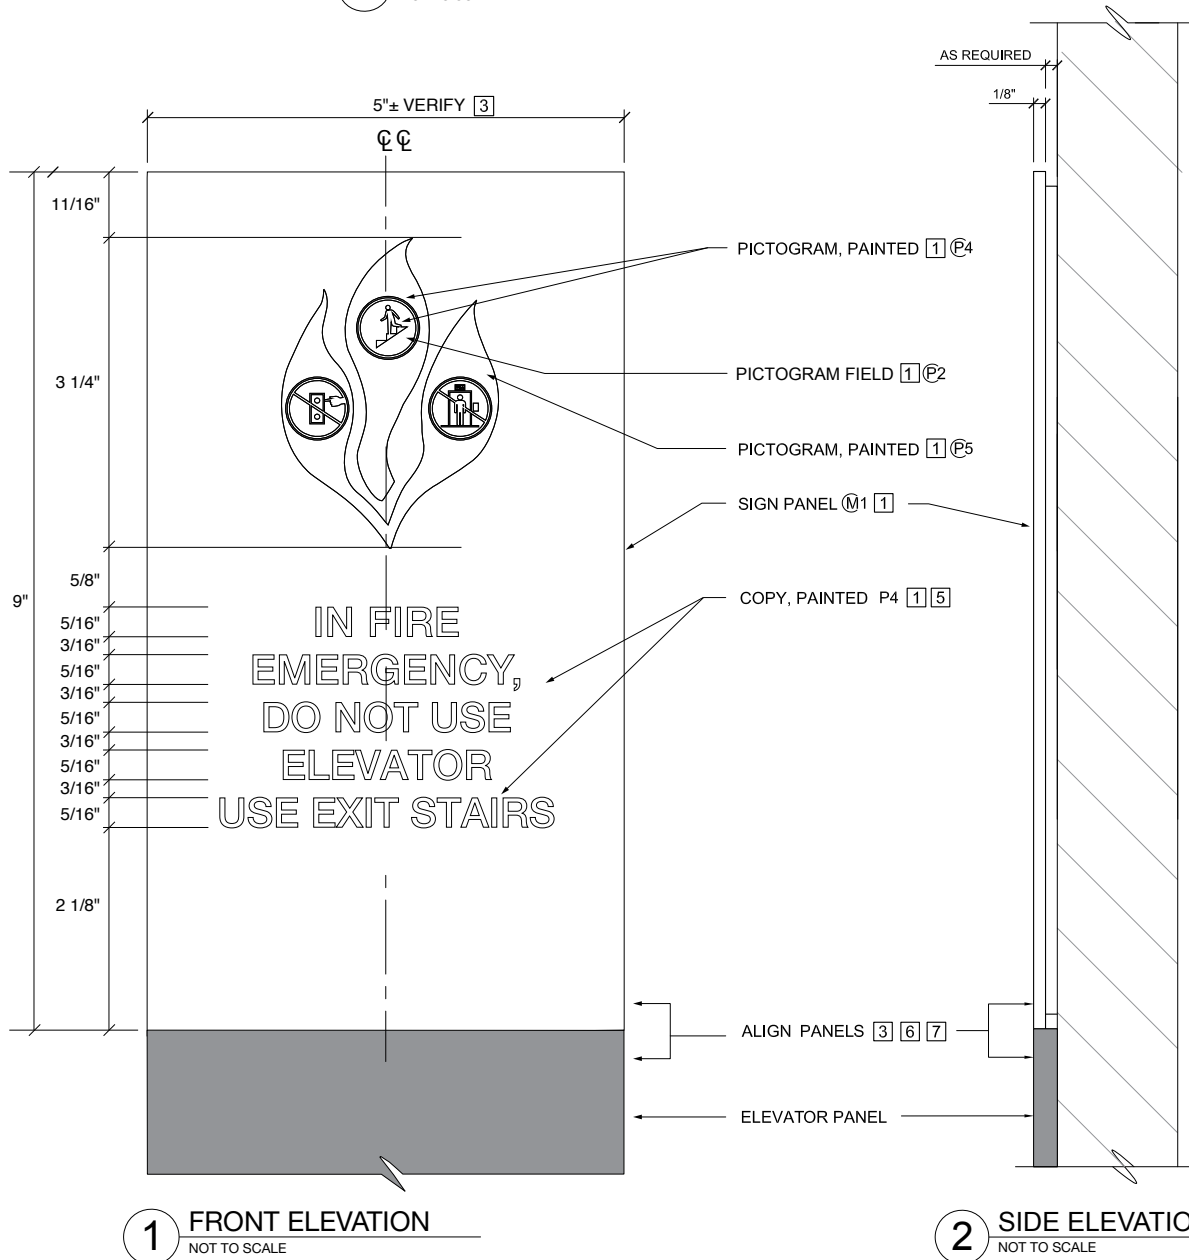 AS REQUIRED
1/8"
5"± VERIFY 3
℄ ℄
11/16"
PICTOGRAM, PAINTED 1 P4
3 1/4"
PICTOGRAM FIELD 1 P2
PICTOGRAM, PAINTED 1 P5
SIGN PANEL M1 1
5/8"
9"
COPY, PAINTED P4 1 5
5/16"
3/16"
5/16"
3/16"
5/16"
3/16"
5/16"
3/16"
5/16"
IN FIRE
EMERGENCY,
DO NOT USE
ELEVATOR
USE EXIT STAIRS
2 1/8"
ALIGN PANELS 3 6 7
ELEVATOR PANEL
1 FRONT ELEVATION
NOT TO SCALE
2 SIDE ELEVATIO
NOT TO SCALE